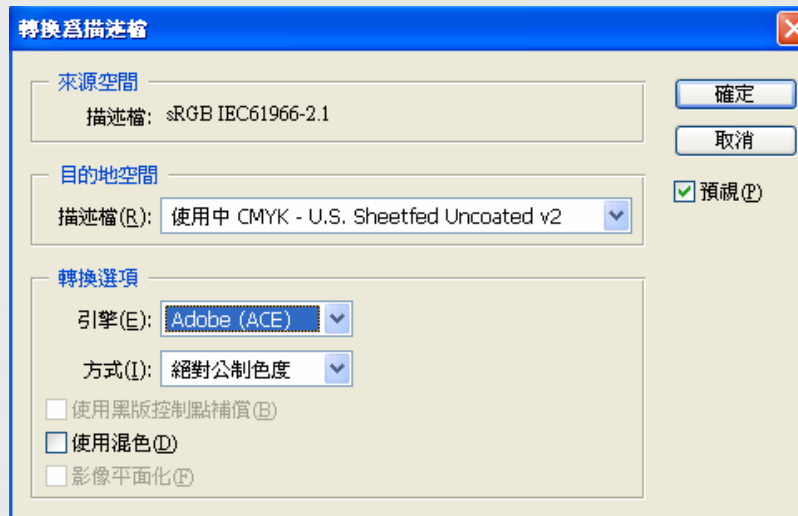 轉換爲描述檔
來源空間
描述檔: sRGB IEC61966-2.1
確定
取消
預視(P)
目的地空間
描述檔(R): 使用中 CMYK - U.S. Sheetfed Uncoated v2
轉換選項
引擎(E): Adobe (ACE)
方式(I): 絕對公制色度
使用黑版控制點補償(B)
使用混色(D)
影像平面化(F)